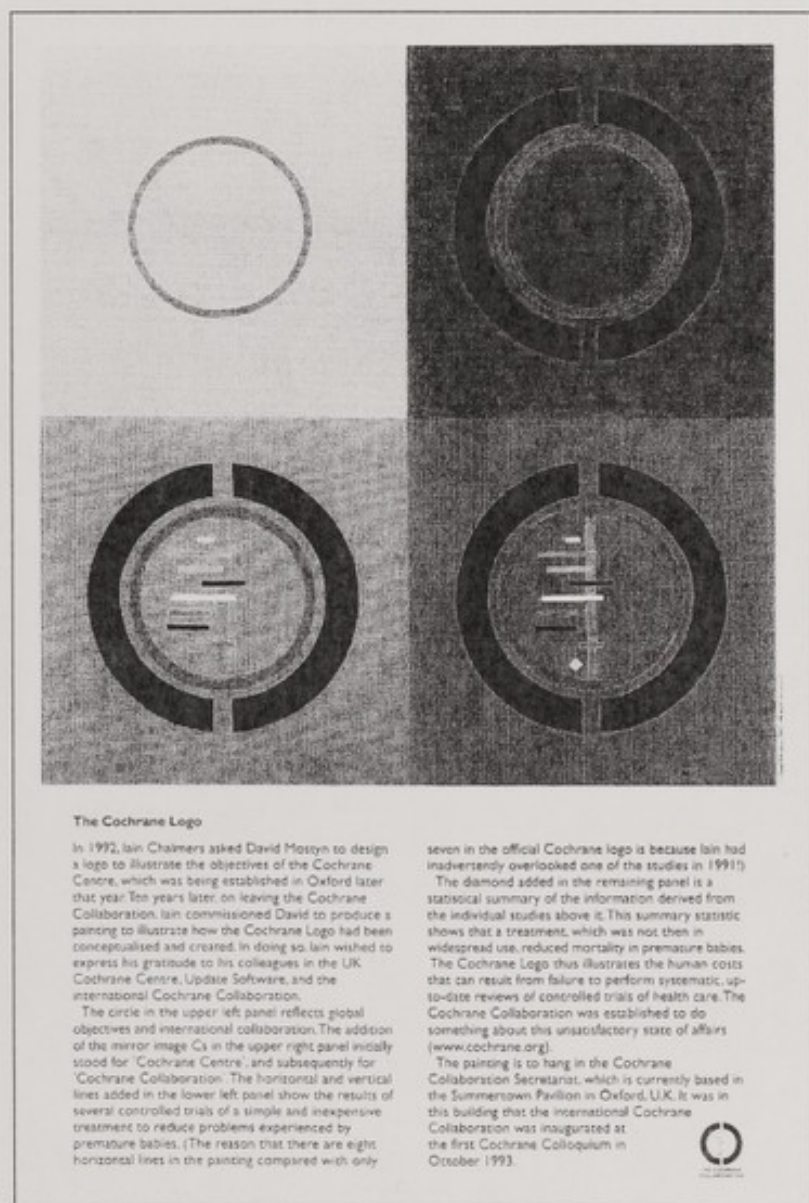 The Cochrane Logo
In 1992, Iain Chalmers asked David Mostyn to design
a logo to illustrate the objectives of the Cochrane
Centre, which was being established in Oxford later
that year. Ten years later, on leaving the Cochrane
Collaboration, Iain commissioned David to produce a
painting to illustrate how the Cochrane Logo had been
conceptualised and created. In doing so, Iain wished to
express his gratitude to his colleagues in the UK
Cochrane Centre, Update Software, and the
international Cochrane Collaboration.
The circle in the upper left panel reflects global
objectives and international collaboration. The addition
of the mirror image Cs in the upper right panel initially
stood for 'Cochrane Centre', and subsequently for
'Cochrane Collaboration'. The horizontal and vertical
lines added in the lower left panel show the results of
several controlled trials of a simple and inexpensive
treatment to reduce problems experienced by
premature babies. (The reason that there are eight
horizontal lines in the painting compared with only
seven in the official Cochrane logo is because Iain had
inadvertently overlooked one of the studies in 1991!)
The diamond added in the remaining panel is a
statistical summary of the information derived from
the individual studies above it. This summary statistic
shows that a treatment, which was not then in
widespread use, reduced mortality in premature babies.
The Cochrane Logo thus illustrates the human costs
that can result from failure to perform systematic, up-
to-date reviews of controlled trials of health care. The
Cochrane Collaboration was established to do
something about this unsatisfactory state of affairs
(www.cochrane.org).
The painting is to hang in the Cochrane
Collaboration Secretariat, which is currently based in
the Summertown Pavilion in Oxford, U.K. It was in
this building that the international Cochrane
Collaboration was inaugurated at
the first Cochrane Colloquium in
October 1993.
THE COCHRANE
COLLABORATION